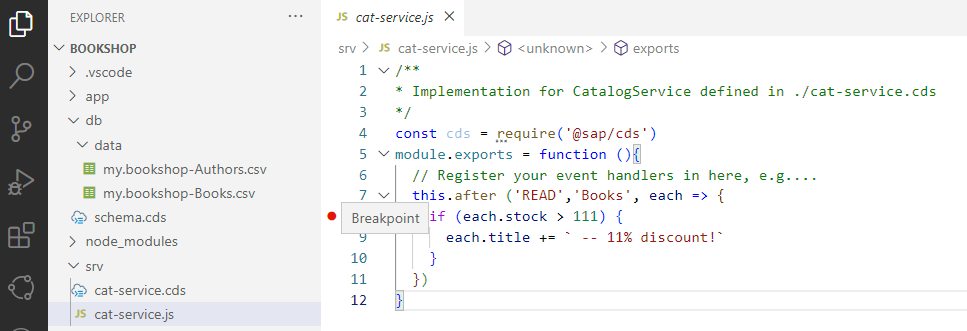 EXPLORER
···
BOOKSHOP
.vscode
app
db
data
my.bookshop-Authors.csv
my.bookshop-Books.csv
schema.cds
node_modules
srv
cat-service.cds
JS cat-service.js
JS cat-service.js
srv > JS cat-service.js > <unknown> > exports
1 /**
2 * Implementation for CatalogService defined in ./cat-service.cds
3 */
4 const cds = require('@sap/cds')
5 module.exports = function (){
6 // Register your event handlers in here, e.g....
7 this.after ('READ','Books', each => {
Breakpoint if (each.stock > 111) {
9 each.title += ` -- 11% discount!`
10 }
11 })
12 }